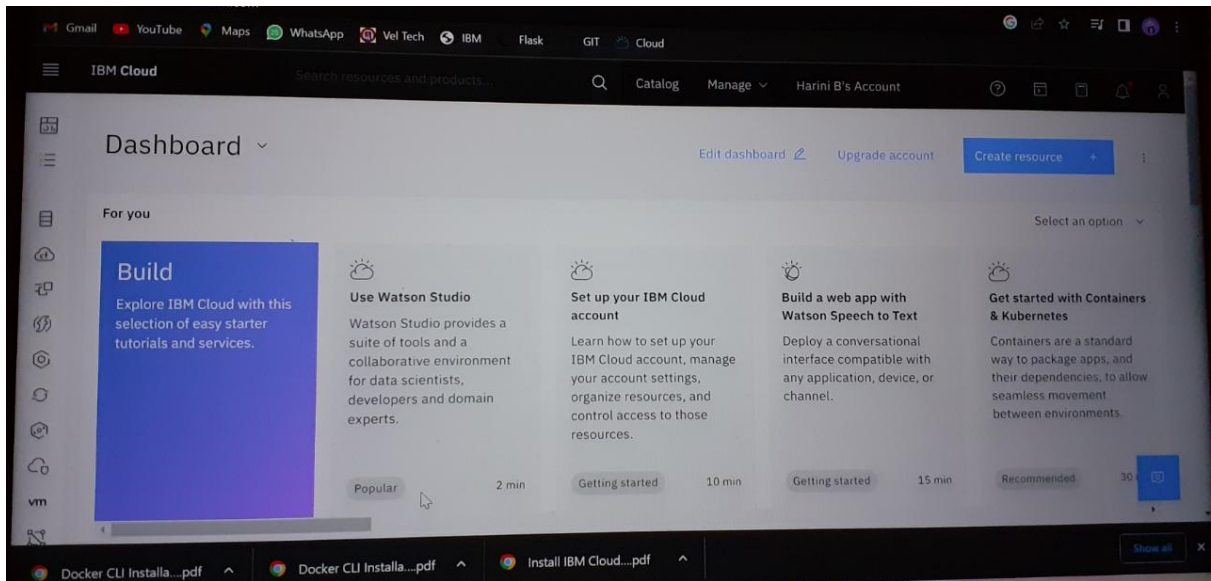 Gmail YouTube Maps WhatsApp Vel Tech IBM Flask GIT Cloud
IBM Cloud Search resources and products... Catalog Manage Harini B's Account
Dashboard Edit dashboard Upgrade account Create resource +
For you Select an option
Build
Explore IBM Cloud with this
selection of easy starter
tutorials and services.
Use Watson Studio
Watson Studio provides a
suite of tools and a
collaborative environment
for data scientists,
developers and domain
experts.
Popular 2 min
Set up your IBM Cloud
account
Learn how to set up your
IBM Cloud account, manage
your account settings,
organize resources, and
control access to those
resources.
Getting started 10 min
Build a web app with
Watson Speech to Text
Deploy a conversational
interface compatible with
any application, device, or
channel.
Getting started 15 min
Get started with Containers
& Kubernetes
Containers are a standard
way to package apps, and
their dependencies, to allow
seamless movement
between environments.
Recommended 30
vm
Docker CLI Installa....pdf Docker CLI Installa....pdf Install IBM Cloud....pdf Show all X